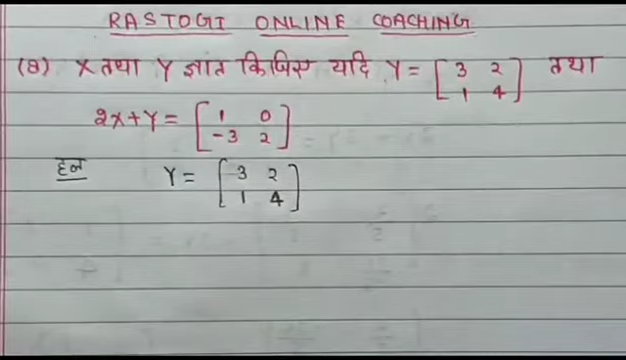 RASTOGI ONLINE COACHING
(8) X तथा Y ज्ञात किजिए यदि Y = [3 2 तथा
1 4]
2X+Y = [1 0
-3 2]
हल Y = [3 2
1 4]